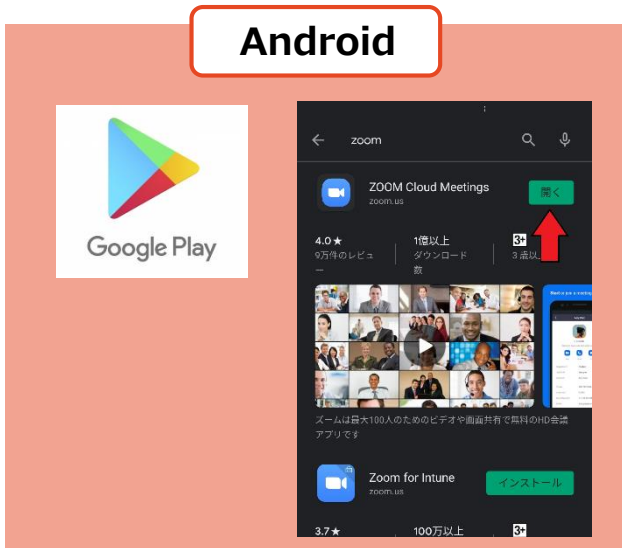 Android
Google Play
zoom
ZOOM Cloud Meetings
zoom.us
開く
4.0★
9万件のレビュ
ー
1億以上
ダウンロード
数
3+
3 歳以
ズームは最大100人のためのビデオや画面共有で無料のHD会議
アプリです
Zoom for Intune
zoom.us
インストール
3.7★
100万以上
3+